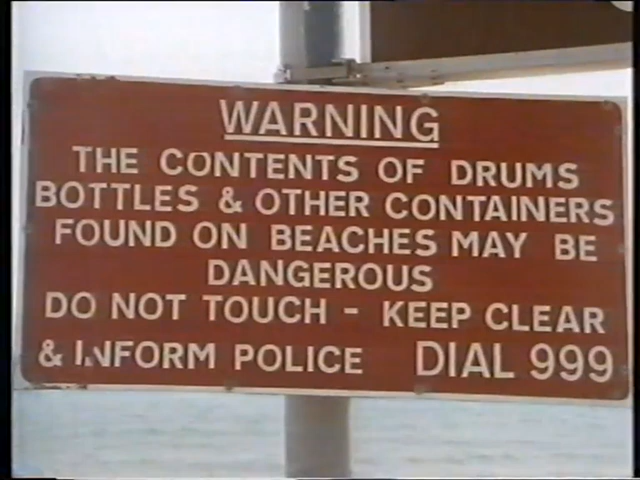 WARNING
THE CONTENTS OF DRUMS
BOTTLES & OTHER CONTAINERS
FOUND ON BEACHES MAY BE
DANGEROUS
DO NOT TOUCH - KEEP CLEAR
& INFORM POLICE DIAL 999